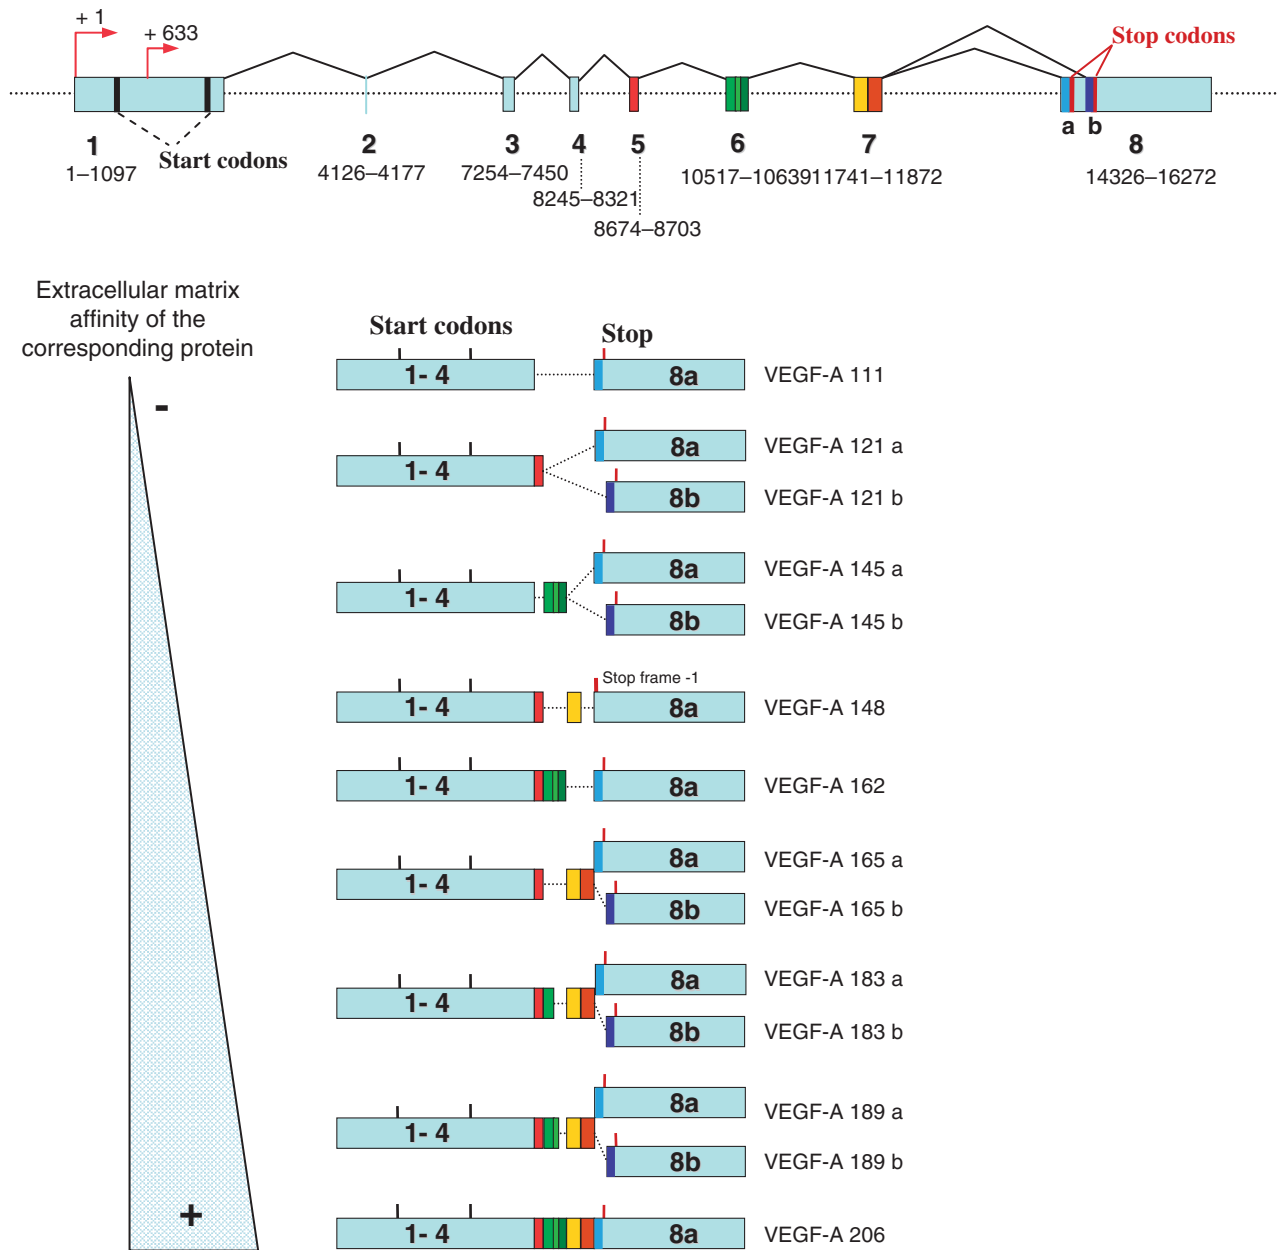 + 1
+ 633
Stop codons
a b
1 2 3 4 5 6 7 8
Start codons
1–1097
4126–4177
7254–7450
10517–10639
11741–11872
14326–16272
8245–8321
8674–8703
Extracellular matrix
affinity of the
corresponding protein
Start codons
Stop
-
1- 4 8a VEGF-A 111
8a VEGF-A 121 a
1- 4
8b VEGF-A 121 b
8a VEGF-A 145 a
1- 4
8b VEGF-A 145 b
Stop frame -1
1- 4 8a VEGF-A 148
1- 4 8a VEGF-A 162
8a VEGF-A 165 a
1- 4
8b VEGF-A 165 b
8a VEGF-A 183 a
1- 4
8b VEGF-A 183 b
8a VEGF-A 189 a
1- 4
8b VEGF-A 189 b
+
1- 4 8a VEGF-A 206